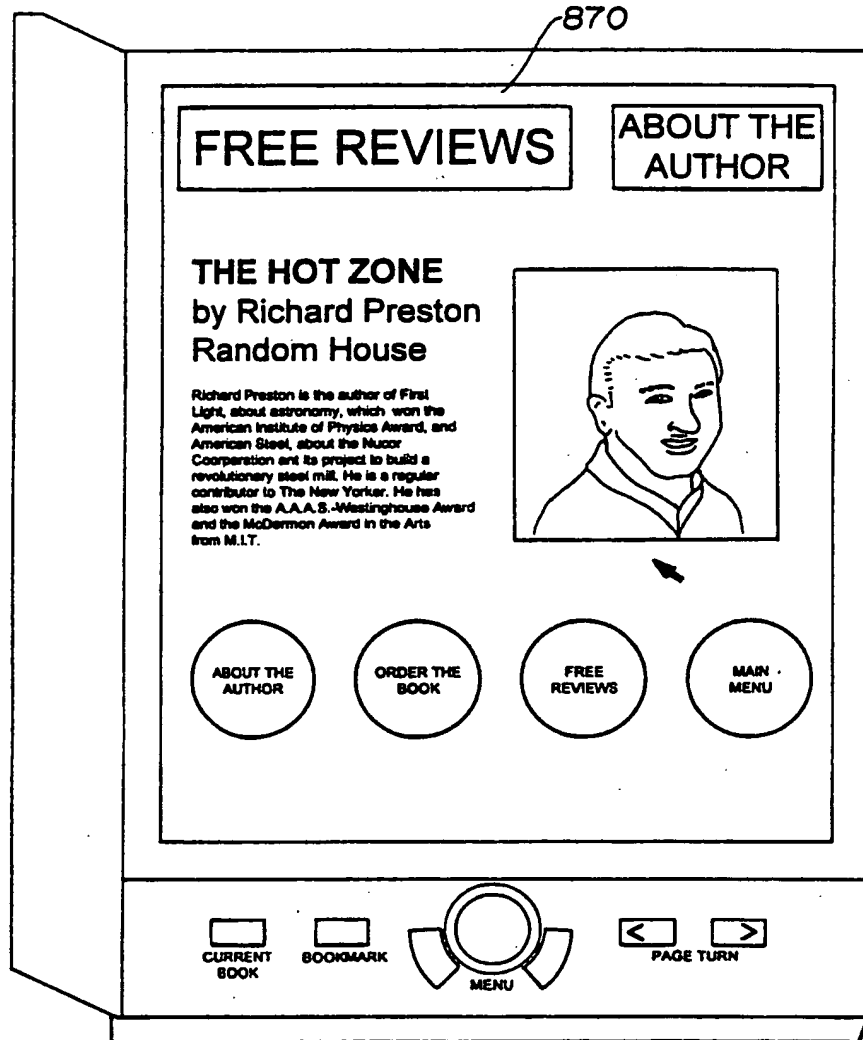 870
FREE REVIEWS
ABOUT THE
AUTHOR
THE HOT ZONE
by Richard Preston
Random House
Richard Preston is the author of First
Light, about astronomy, which won the
American Institute of Physics Award, and
American Steel, about the Nucor
Coorperation ant its project to build a
revolutionary steel mill. He is a regular
contributor to The New Yorker. He has
also won the A.A.A.S.-Westinghouse Award
and the McDermon Award in the Arts
from M.I.T.
ABOUT THE
AUTHOR
ORDER THE
BOOK
FREE
REVIEWS
MAIN
MENU
CURRENT
BOOK
BOOKMARK
MENU
< >
PAGE TURN